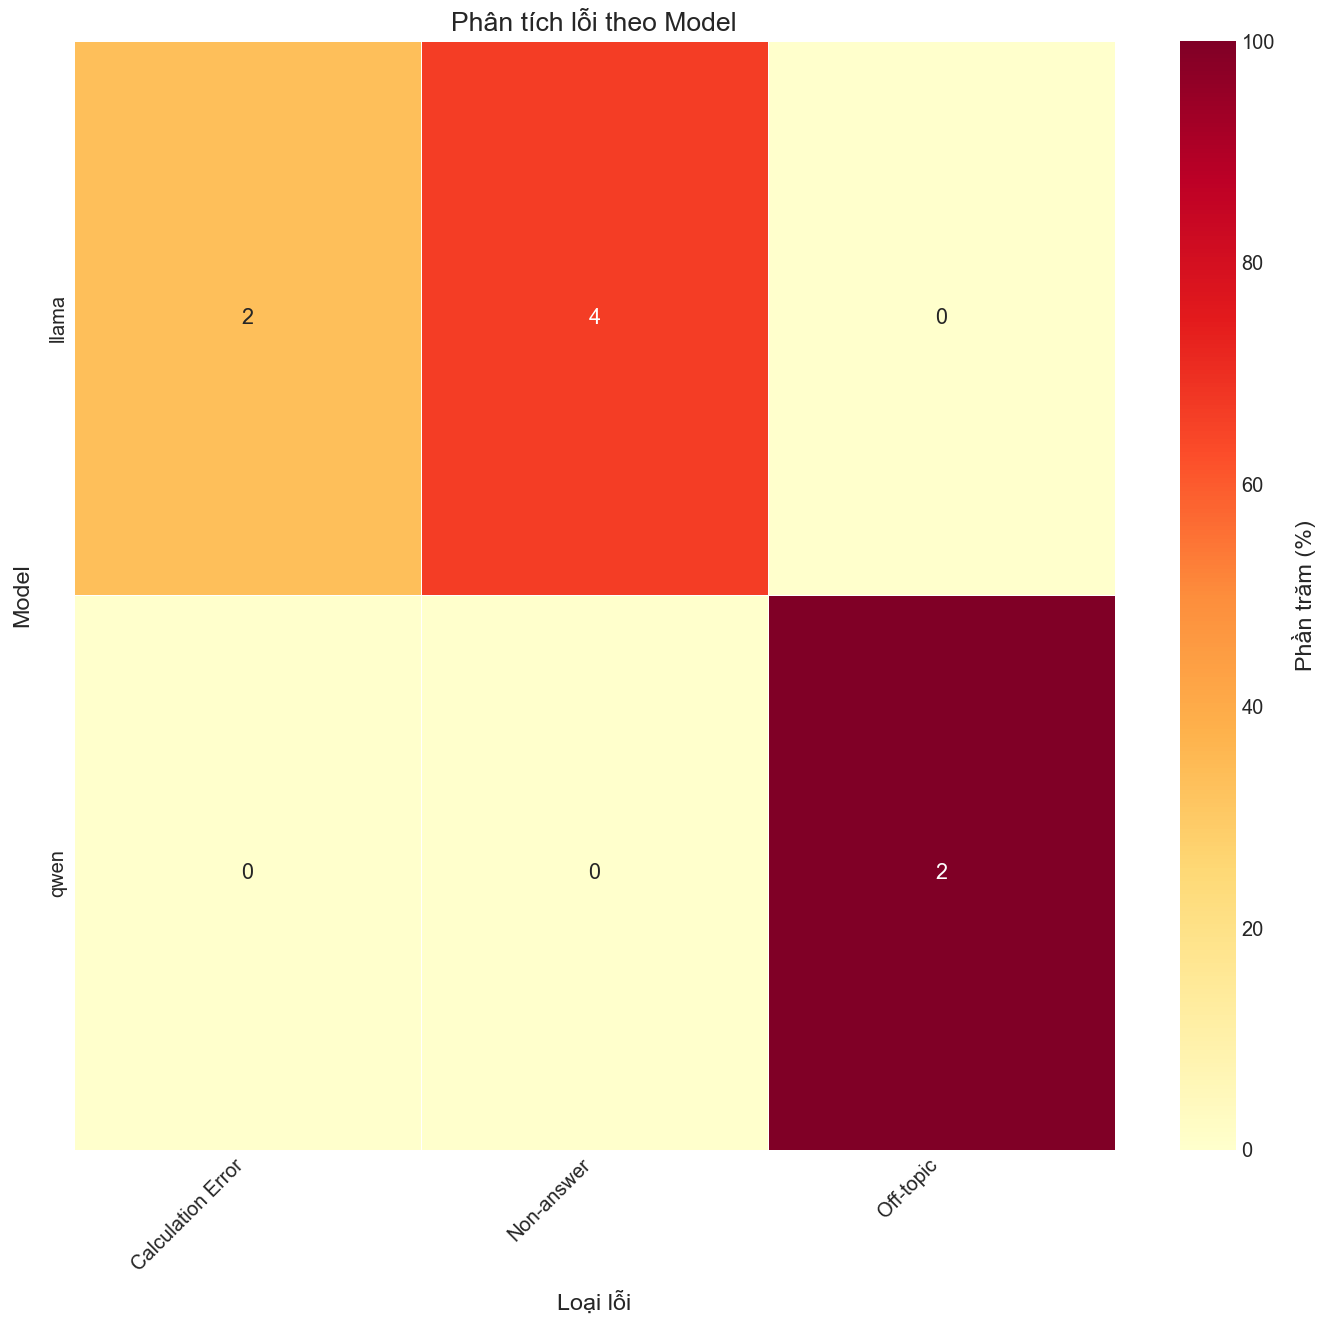 Phân tích lỗi theo Model
100
80
60
40
20
0
Phần trăm (%)
Model
llama
2
4
0
qwen
0
0
2
Calculation Error
Non-answer
Off-topic
Loại lỗi